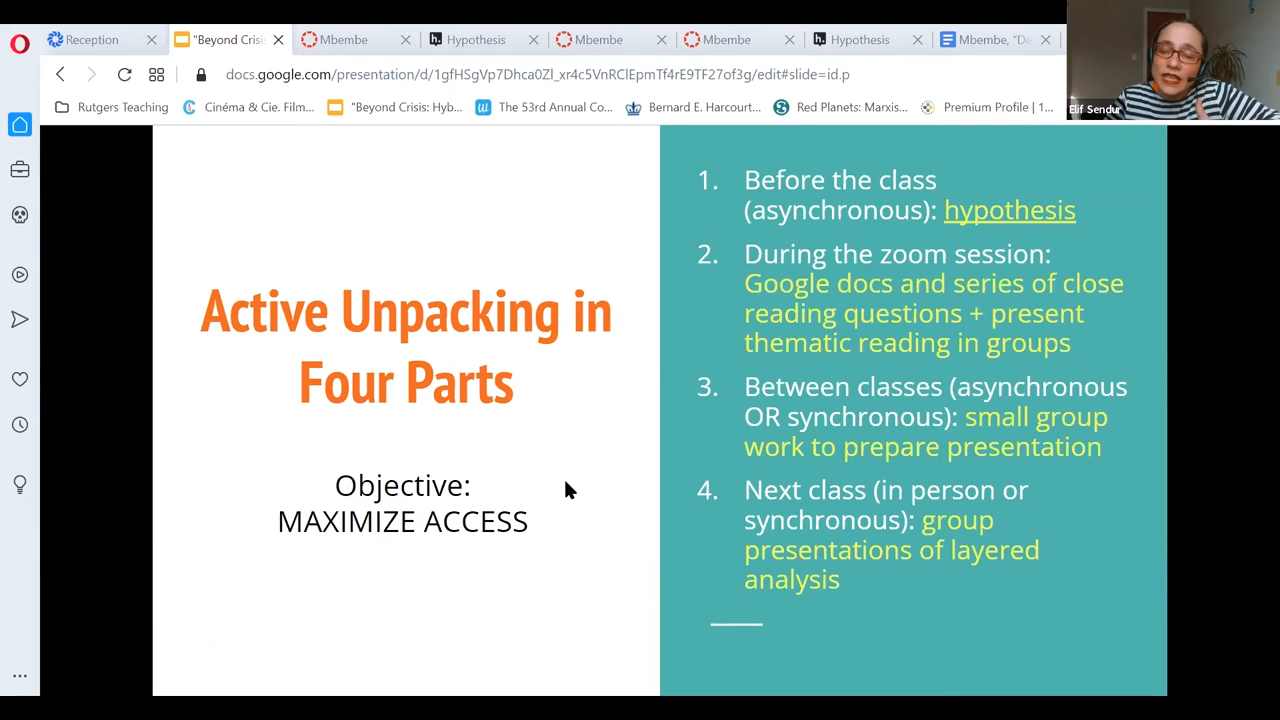 Reception
"Beyond Crisi
Mbembe
Hypothesis
Mbembe
Mbembe
Hypothesis
Mbembe, "De
docs.google.com/presentation/d/1gfHSgVp7Dhca0Zl_xr4c5VnRClEpmTf4rE9TF27of3g/edit#slide=id.p
Rutgers Teaching
Cinéma & Cie. Film...
"Beyond Crisis: Hyb...
The 53rd Annual Co...
Bernard E. Harcourt...
Red Planets: Marxis...
Premium Profile | 1...
Elif Sendur
Active Unpacking in
Four Parts
Objective:
MAXIMIZE ACCESS
1. Before the class
(asynchronous): hypothesis
2. During the zoom session:
Google docs and series of close
reading questions + present
thematic reading in groups
3. Between classes (asynchronous
OR synchronous): small group
work to prepare presentation
4. Next class (in person or
synchronous): group
presentations of layered
analysis